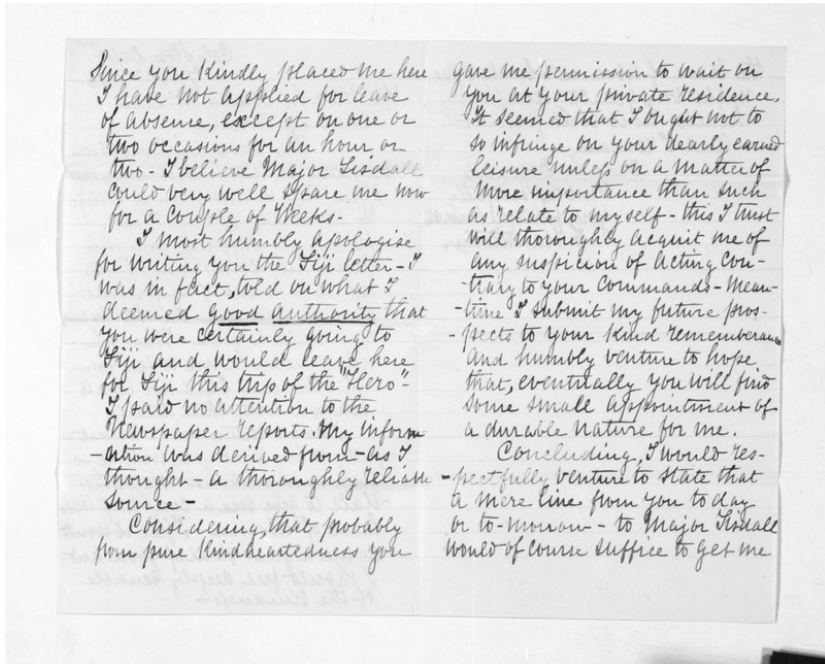 Since you kindly placed me here
I have not applied for leave
of absence, except on one or
two occasions for an hour or
two - I believe Major Tisdall
could very well spare me now
for a couple of weeks -
I most humbly apologise
for writing you the Fiji letter - I
was in fact, told on what I
deemed good authority that
you were certainly going to
Fiji and would leave here
for Fiji this trip of the "Hero" -
I paid no attention to the
Newspaper reports. My inform
-ation was derived from - as I
thought - a thoroughly reliable
source -
Considering, that probably
from pure kindheartedness you
gave me permission to wait on
you at your private residence,
It seemed that I ought not to
so infringe on your dearly earned
leisure unless on a matter of
more importance than such
as relate to myself - this I trust
will thoroughly acquit me of
any suspicion of acting con-
-trary to your commands - Mean-
-time I submit my future pros-
-pects to your kind rememberance
and humbly venture to hope
that, eventually you will find
some small appointment of
a durable nature for me.
Concluding, I would res-
-pectfully venture to state that
a mere line from you to day
or to-morrow - to Major Tisdall
would of course suffice to get me